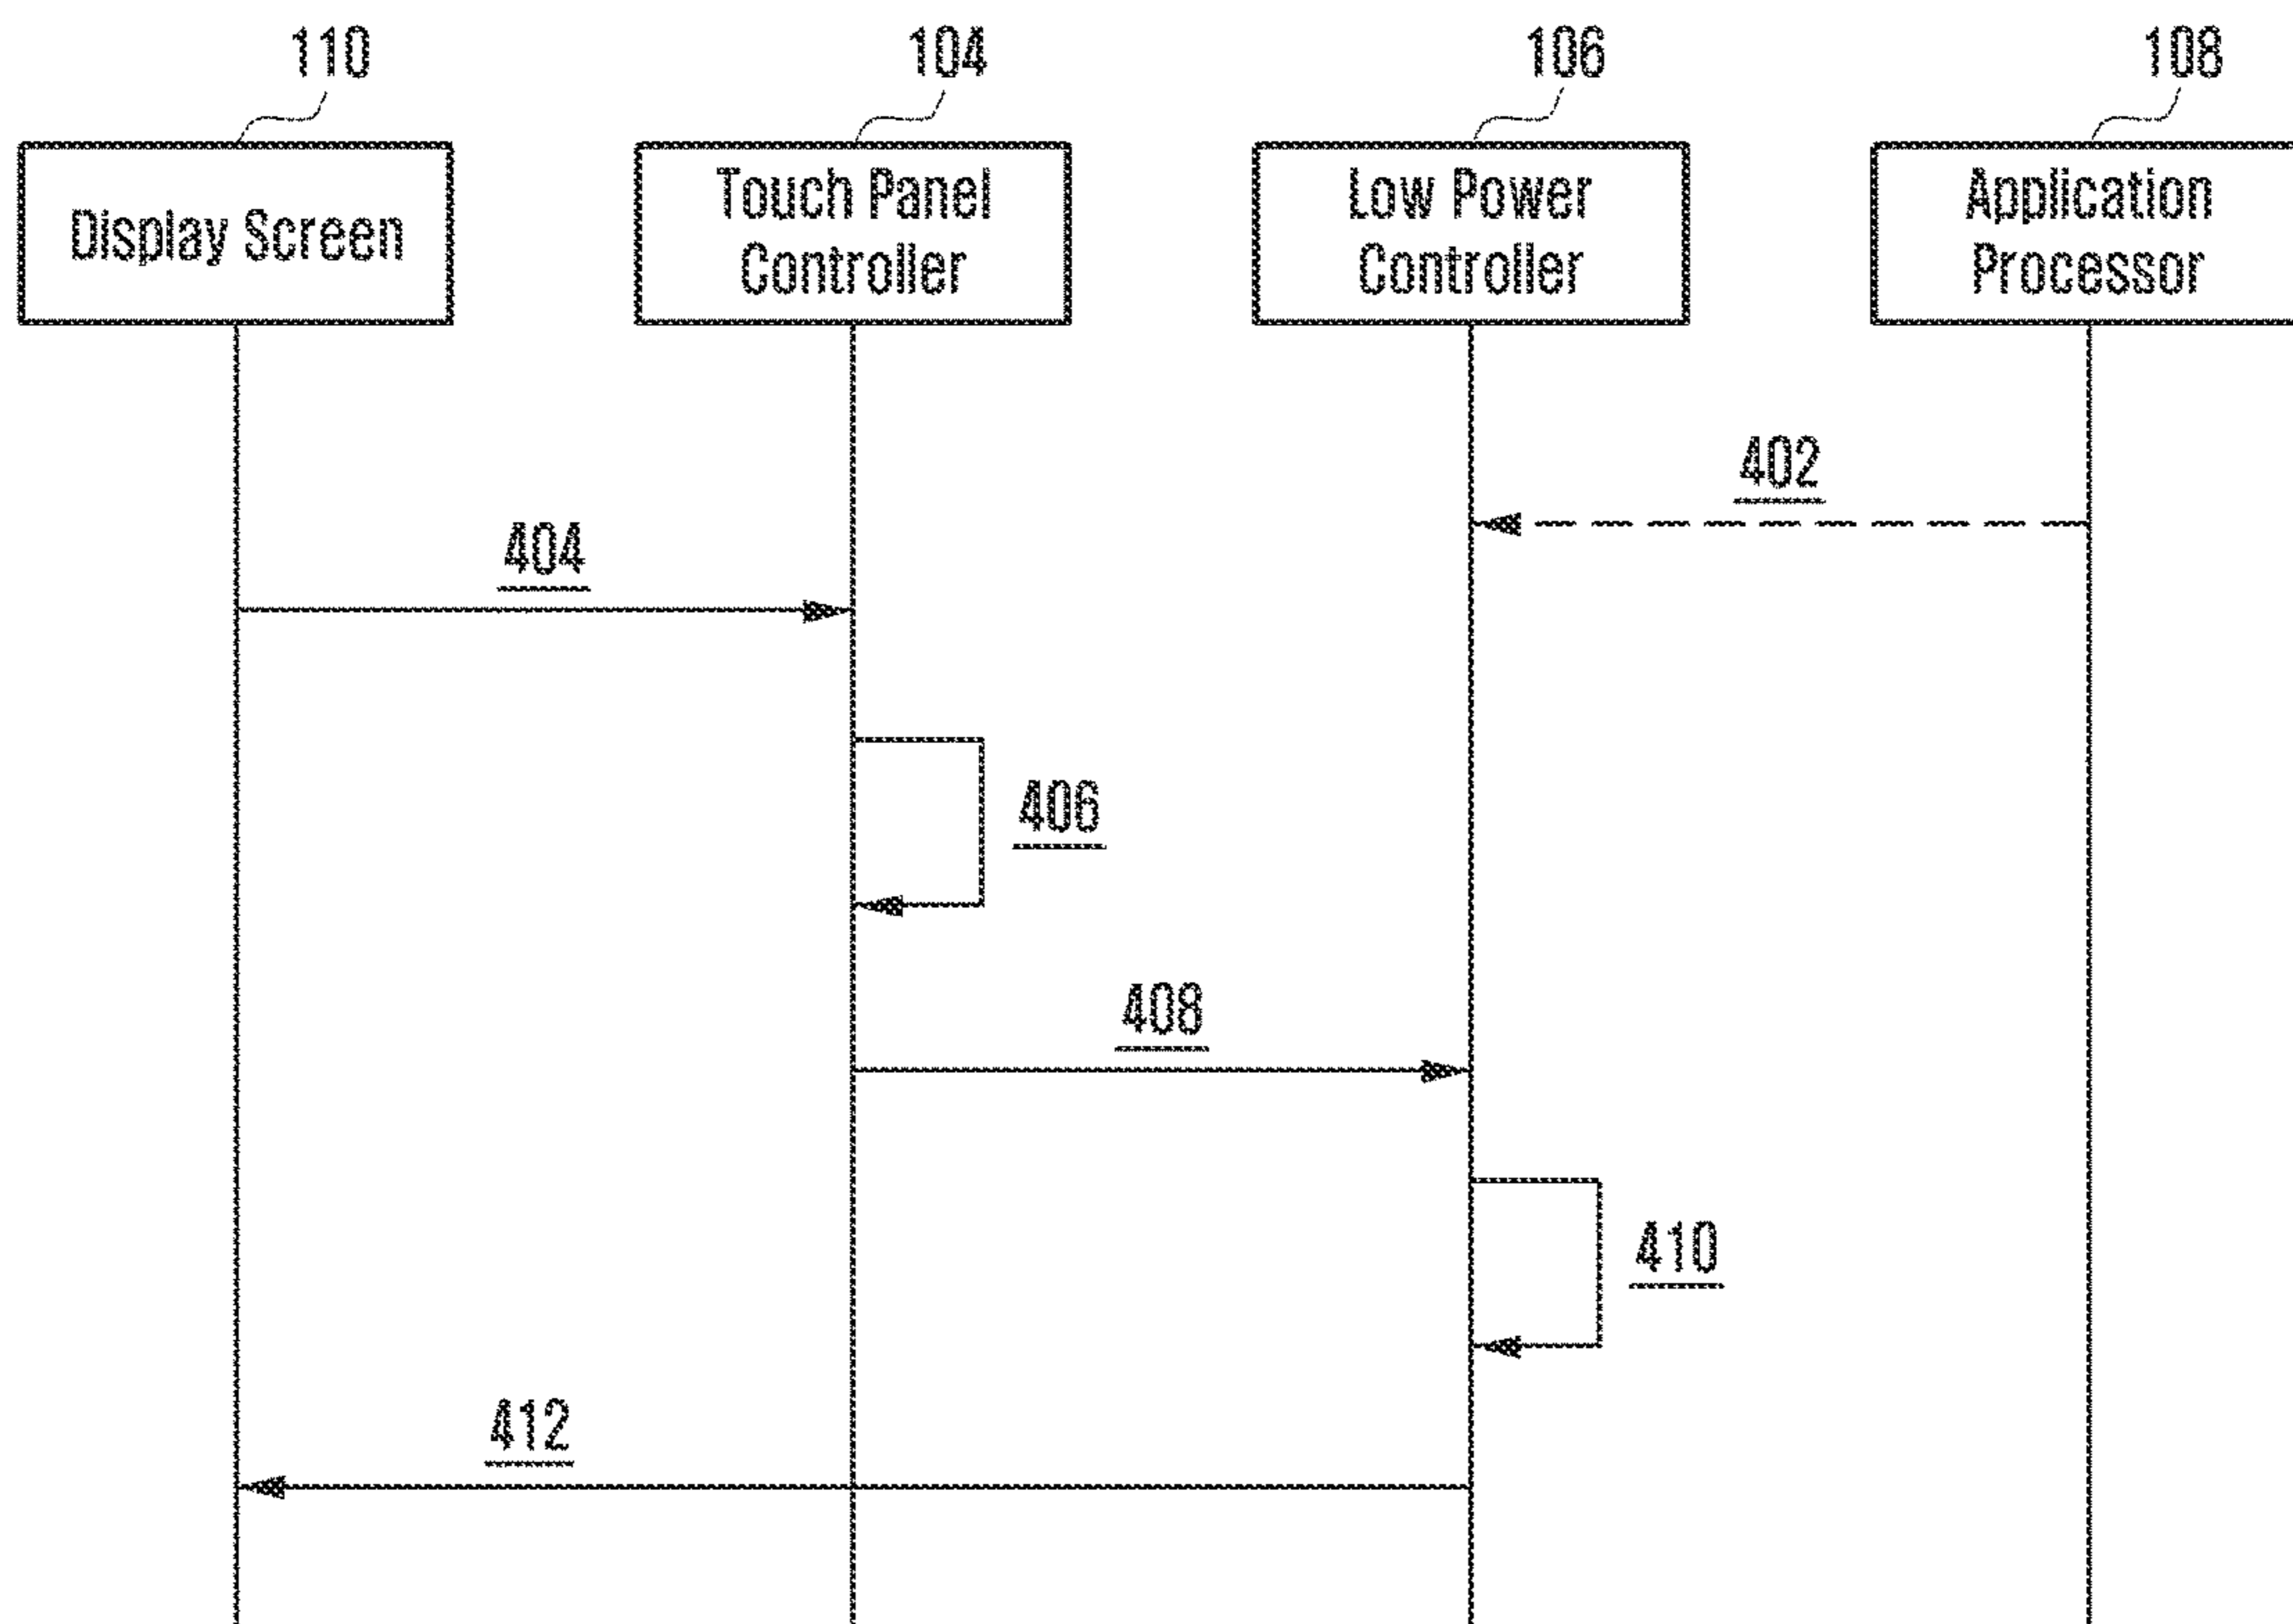 110
104
106
108
Display Screen
Touch Panel
Controller
Low Power
Controller
Application
Processor
402
404
406
408
410
412